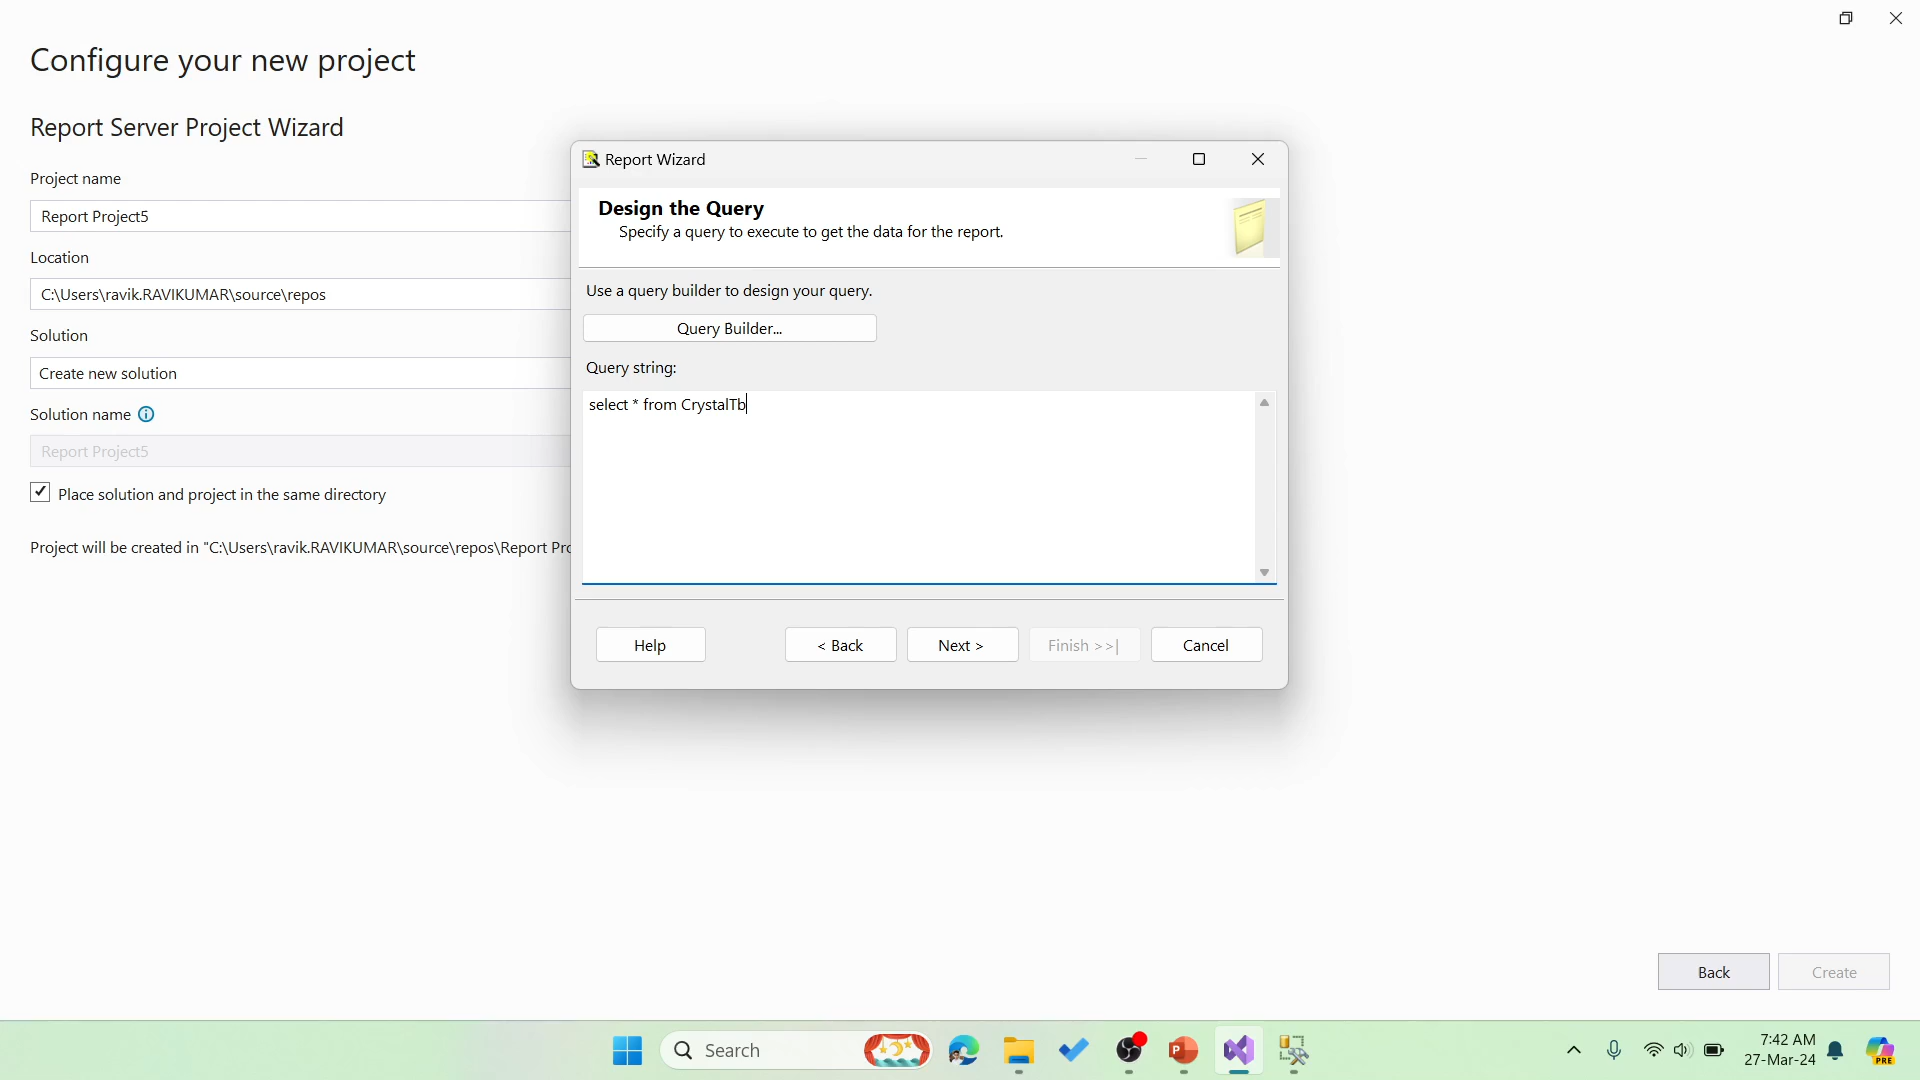 Configure your new project
Report Server Project Wizard
Project name
Report Project5
Location
C:\Users\ravik.RAVIKUMAR\source\repos
Solution
Create new solution
Solution name
Report Project5
Place solution and project in the same directory
Project will be created in "C:\Users\ravik.RAVIKUMAR\source\repos\Report Pro
Report Wizard
Design the Query
Specify a query to execute to get the data for the report.
Use a query builder to design your query.
Query Builder...
Query string:
select * from CrystalTb
Help
< Back
Next >
Finish >>|
Cancel
Back
Create
Search
7:42 AM
27-Mar-24
PRE